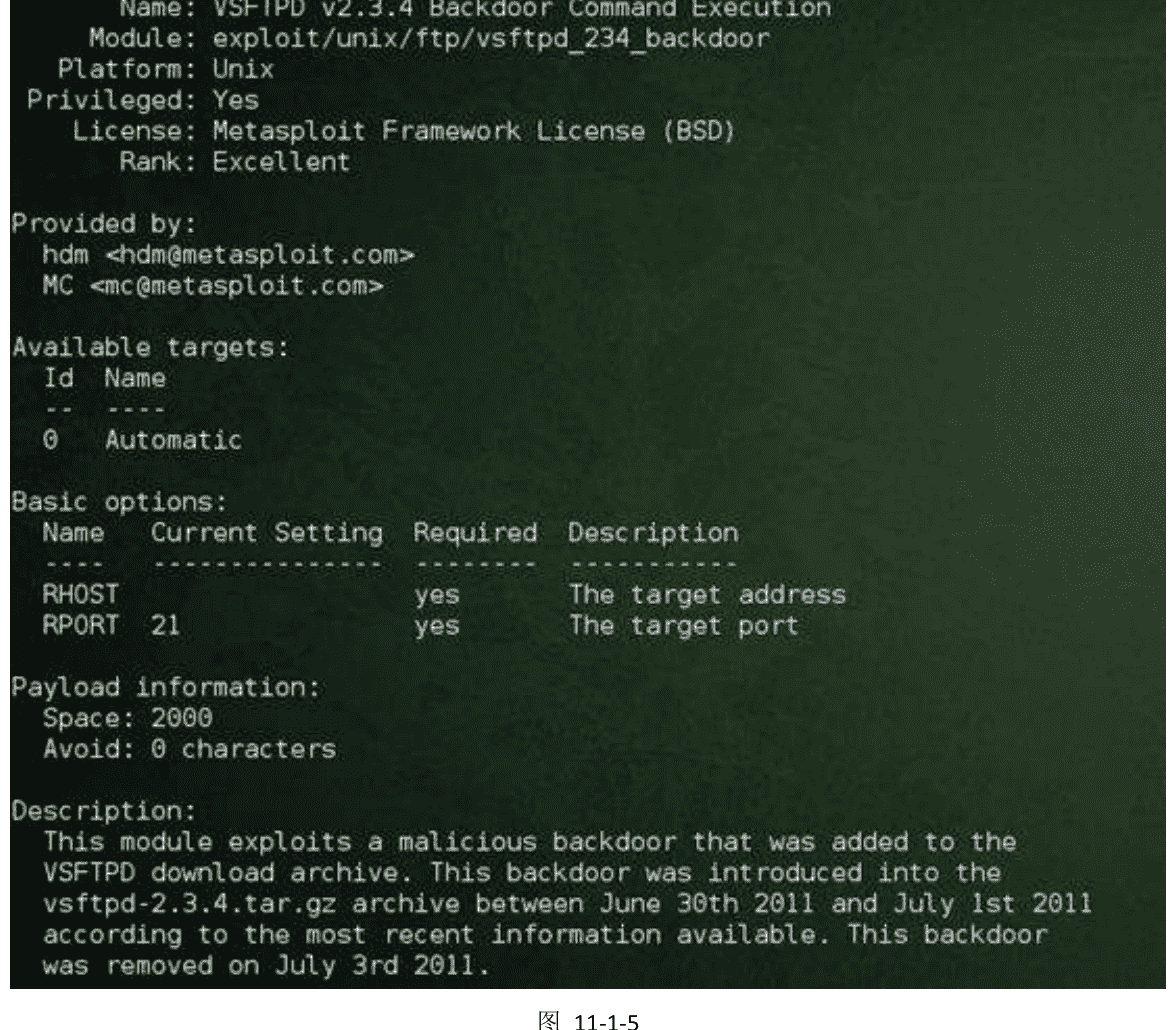 Name: VSFTPD v2.3.4 Backdoor Command Execution
Module: exploit/unix/ftp/vsftpd_234_backdoor
Platform: Unix
Privileged: Yes
License: Metasploit Framework License (BSD)
Rank: Excellent
Provided by:
hdm <hdm@metasploit.com>
MC <mc@metasploit.com>
Available targets:
Id  Name
--  ----
0   Automatic
Basic options:
Name   Current Setting  Required  Description
----   ---------------  --------  -----------
RHOST                   yes       The target address
RPORT  21               yes       The target port
Payload information:
Space: 2000
Avoid: 0 characters
Description:
This module exploits a malicious backdoor that was added to the
VSFTPD download archive. This backdoor was introduced into the
vsftpd-2.3.4.tar.gz archive between June 30th 2011 and July 1st 2011
according to the most recent information available. This backdoor
was removed on July 3rd 2011.
图 11-1-5